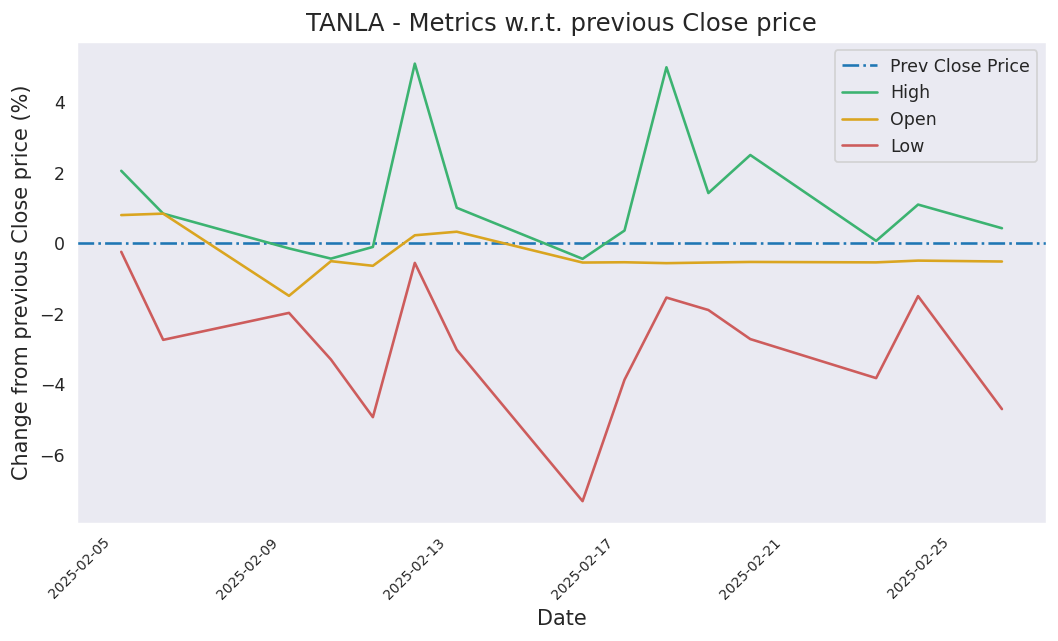 TANLA - Metrics w.r.t. previous Close price
Change from previous Close price (%)
4
2
0
−2
−4
−6
Prev Close Price
High
Open
Low
2025-02-05
2025-02-09
2025-02-13
2025-02-17
2025-02-21
2025-02-25
Date